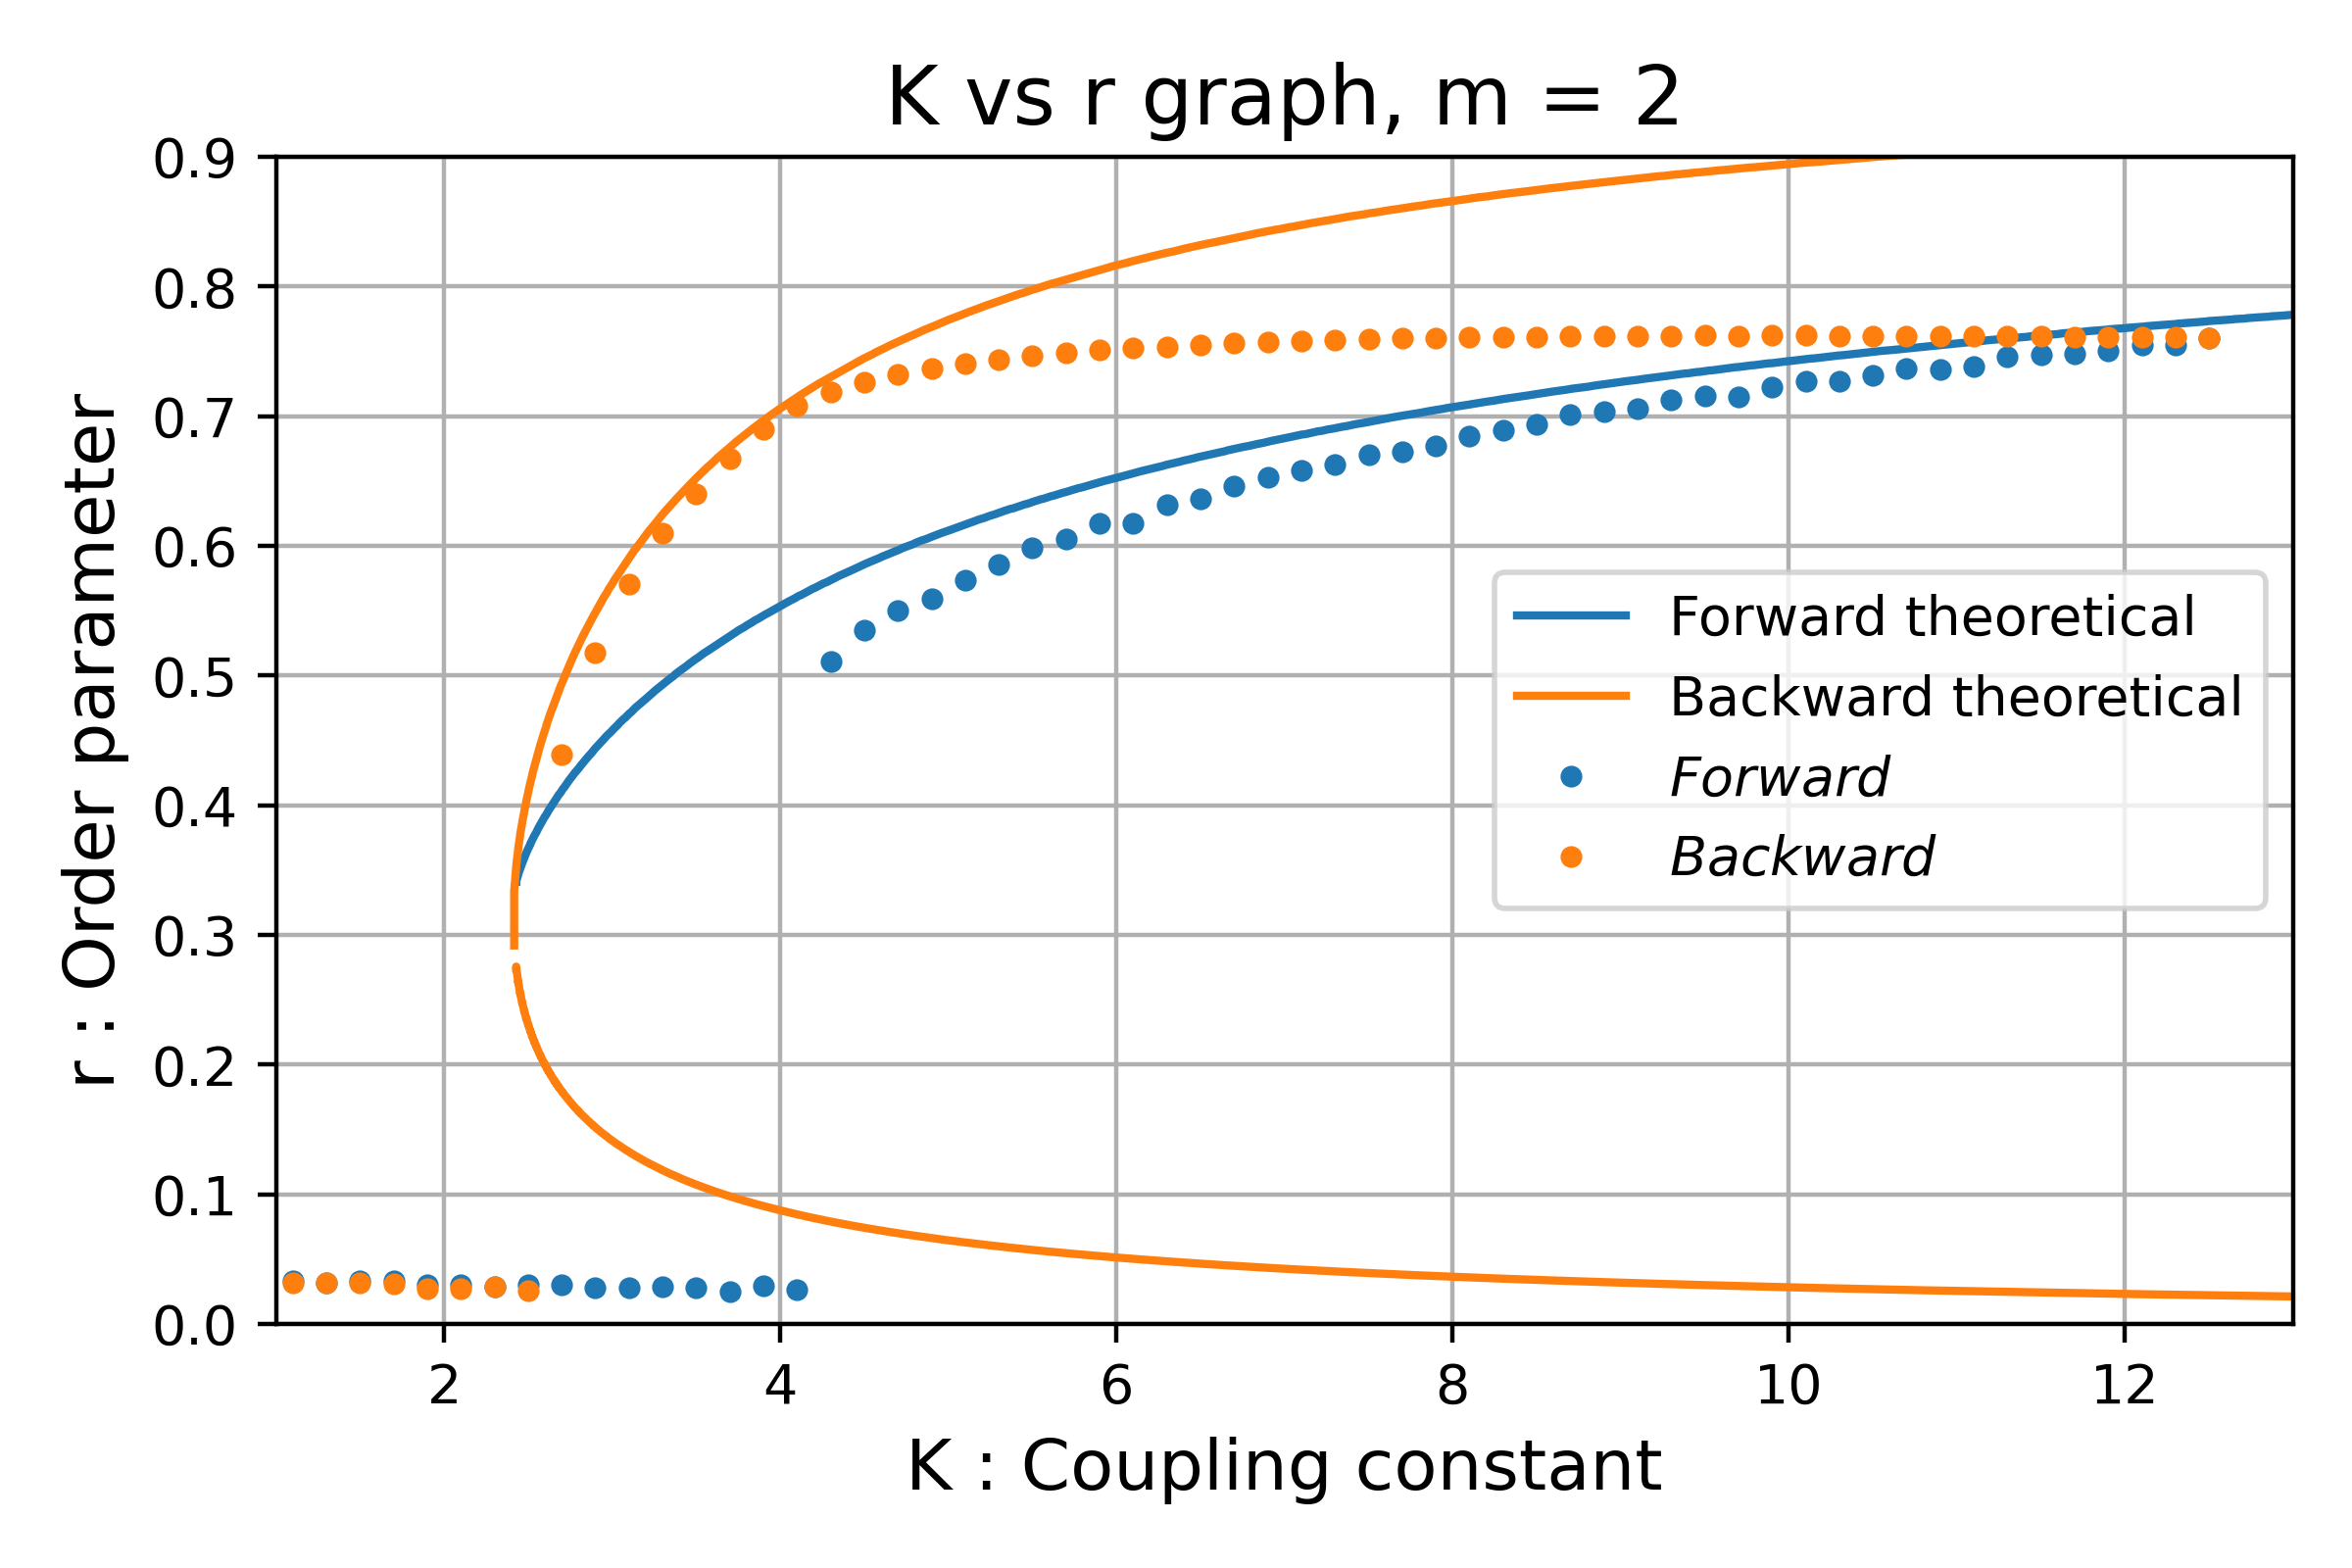 K vs r graph, m = 2
0.9
0.8
0.7
0.6
0.5
0.4
0.3
0.2
0.1
0.0
r : Order parameter
Forward theoretical
Backward theoretical
Forward
Backward
2 4 6 8 10 12
K : Coupling constant